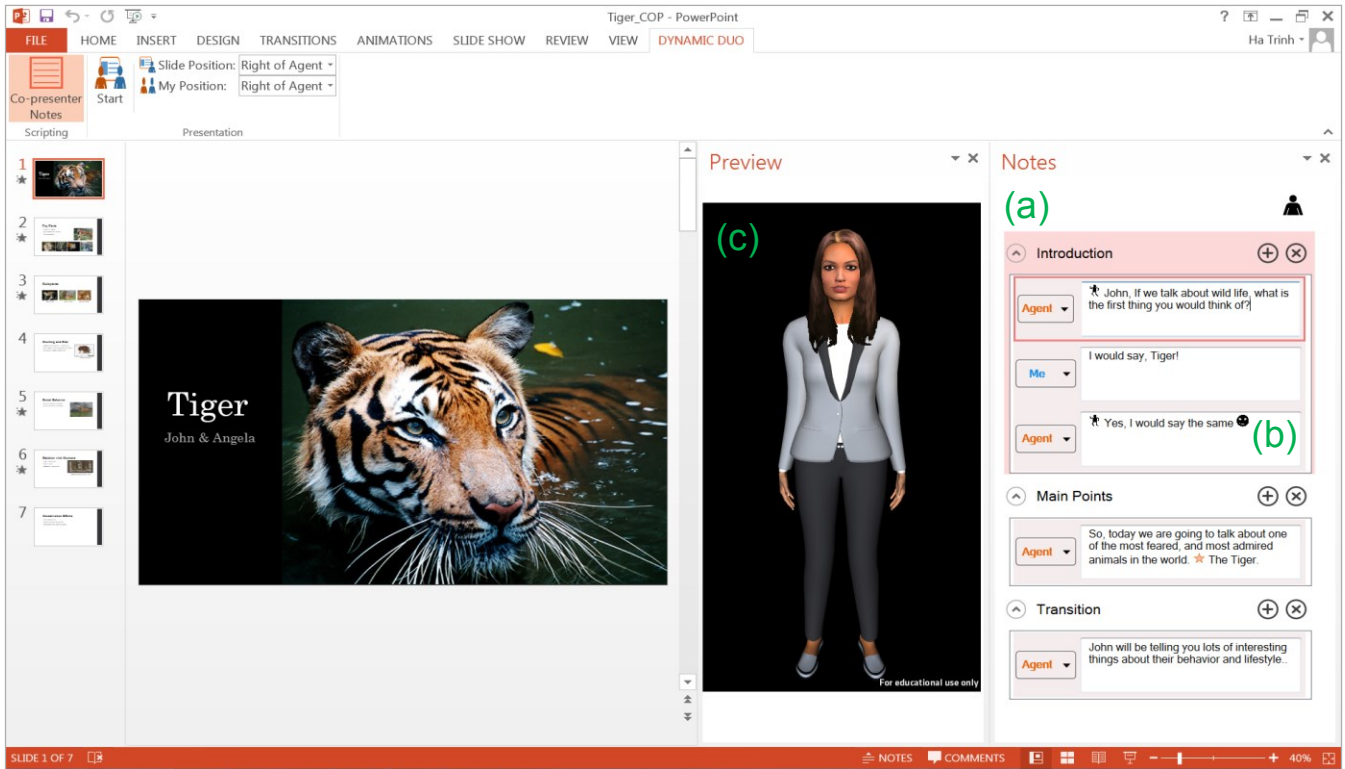 Tiger_COP - PowerPoint
?
FILE HOME INSERT DESIGN TRANSITIONS ANIMATIONS SLIDE SHOW REVIEW VIEW DYNAMIC DUO
Ha Trinh
Co-presenter
Notes
Start
Slide Position: Right of Agent
My Position: Right of Agent
Scripting
Presentation
1
2
3
4
5
6
7
Tiger
John & Angela
Preview
(c)
For educational use only
Notes
(a)
Introduction
Agent
John, If we talk about wild life, what is
the first thing you would think of?
Me
I would say, Tiger!
Agent
Yes, I would say the same
(b)
Main Points
Agent
So, today we are going to talk about one
of the most feared, and most admired
animals in the world. The Tiger.
Transition
Agent
John will be telling you lots of interesting
things about their behavior and lifestyle..
SLIDE 1 OF 7
NOTES
COMMENTS
40%